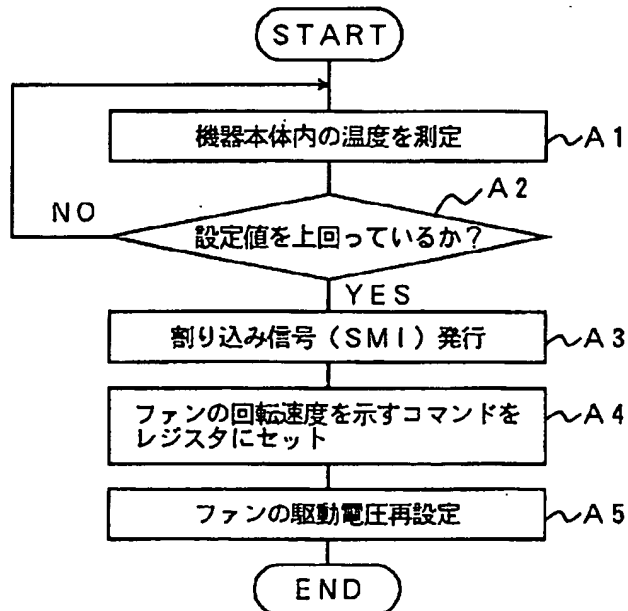 START
機器本体内の温度を測定
A1
A2
NO
設定値を上回っているか?
YES
割り込み信号(SMI)発行
A3
ファンの回転速度を示すコマンドを
レジスタにセット
A4
ファンの駆動電圧再設定
A5
END